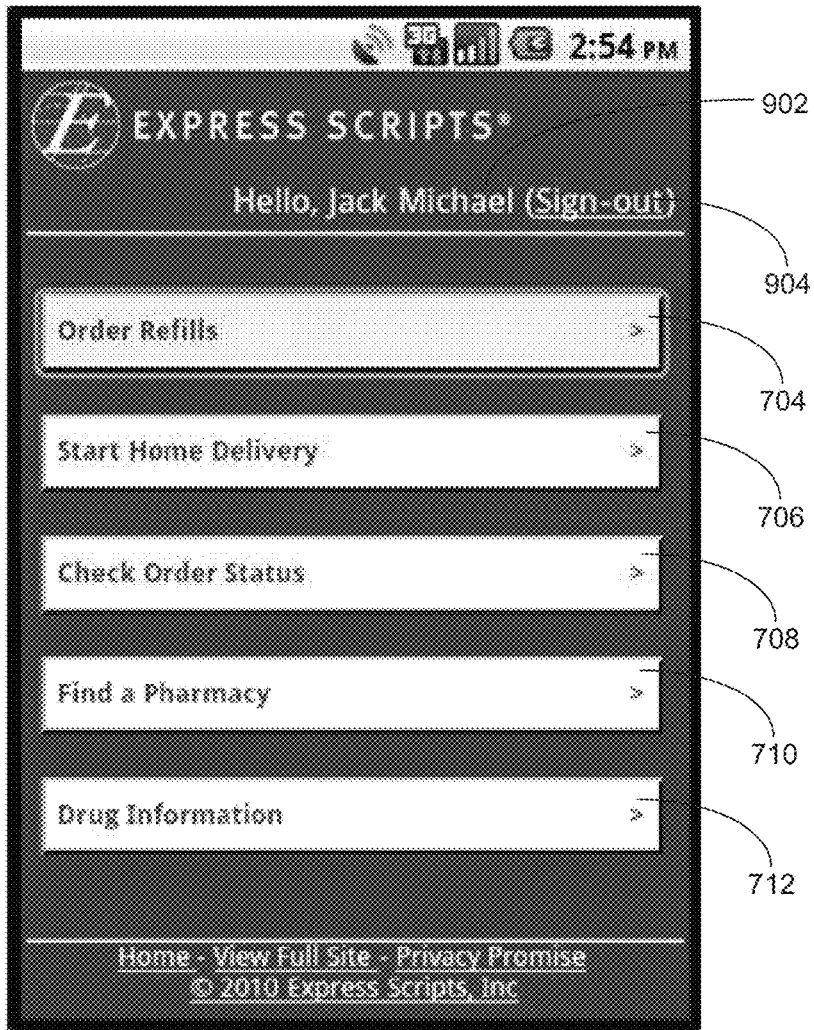 3G 2:54 PM
E EXPRESS SCRIPTS®
902
Hello, Jack Michael (Sign-out)
904
Order Refills >
704
Start Home Delivery >
706
Check Order Status >
708
Find a Pharmacy >
710
Drug Information >
712
Home - View Full Site - Privacy Promise
© 2010 Express Scripts, Inc